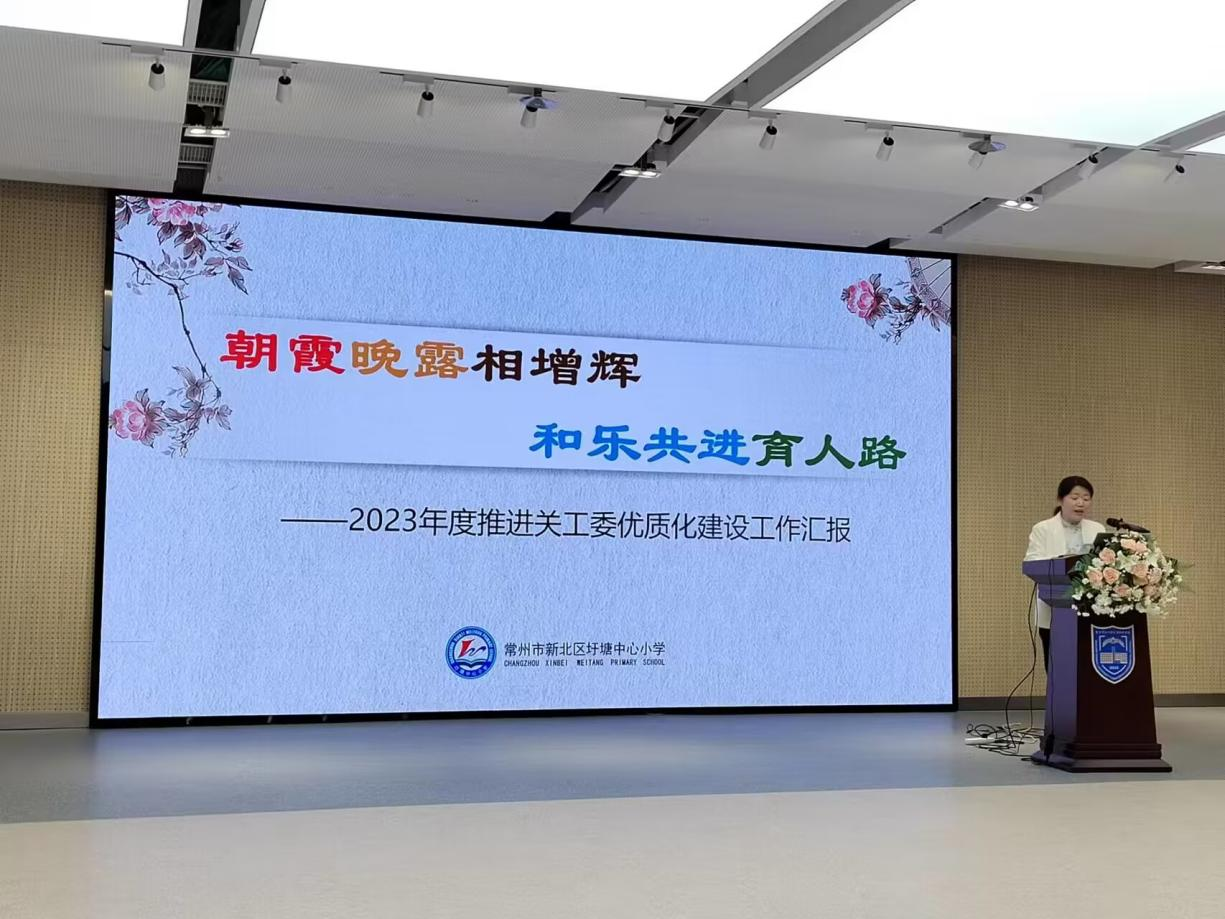 朝霞晚露相增辉
和乐共进育人路
——2023年度推进关工委优质化建设工作汇报
常州市新北区圩塘中心小学
CHANGZHOU XINBEI WEITANG PRIMARY SCHOOL